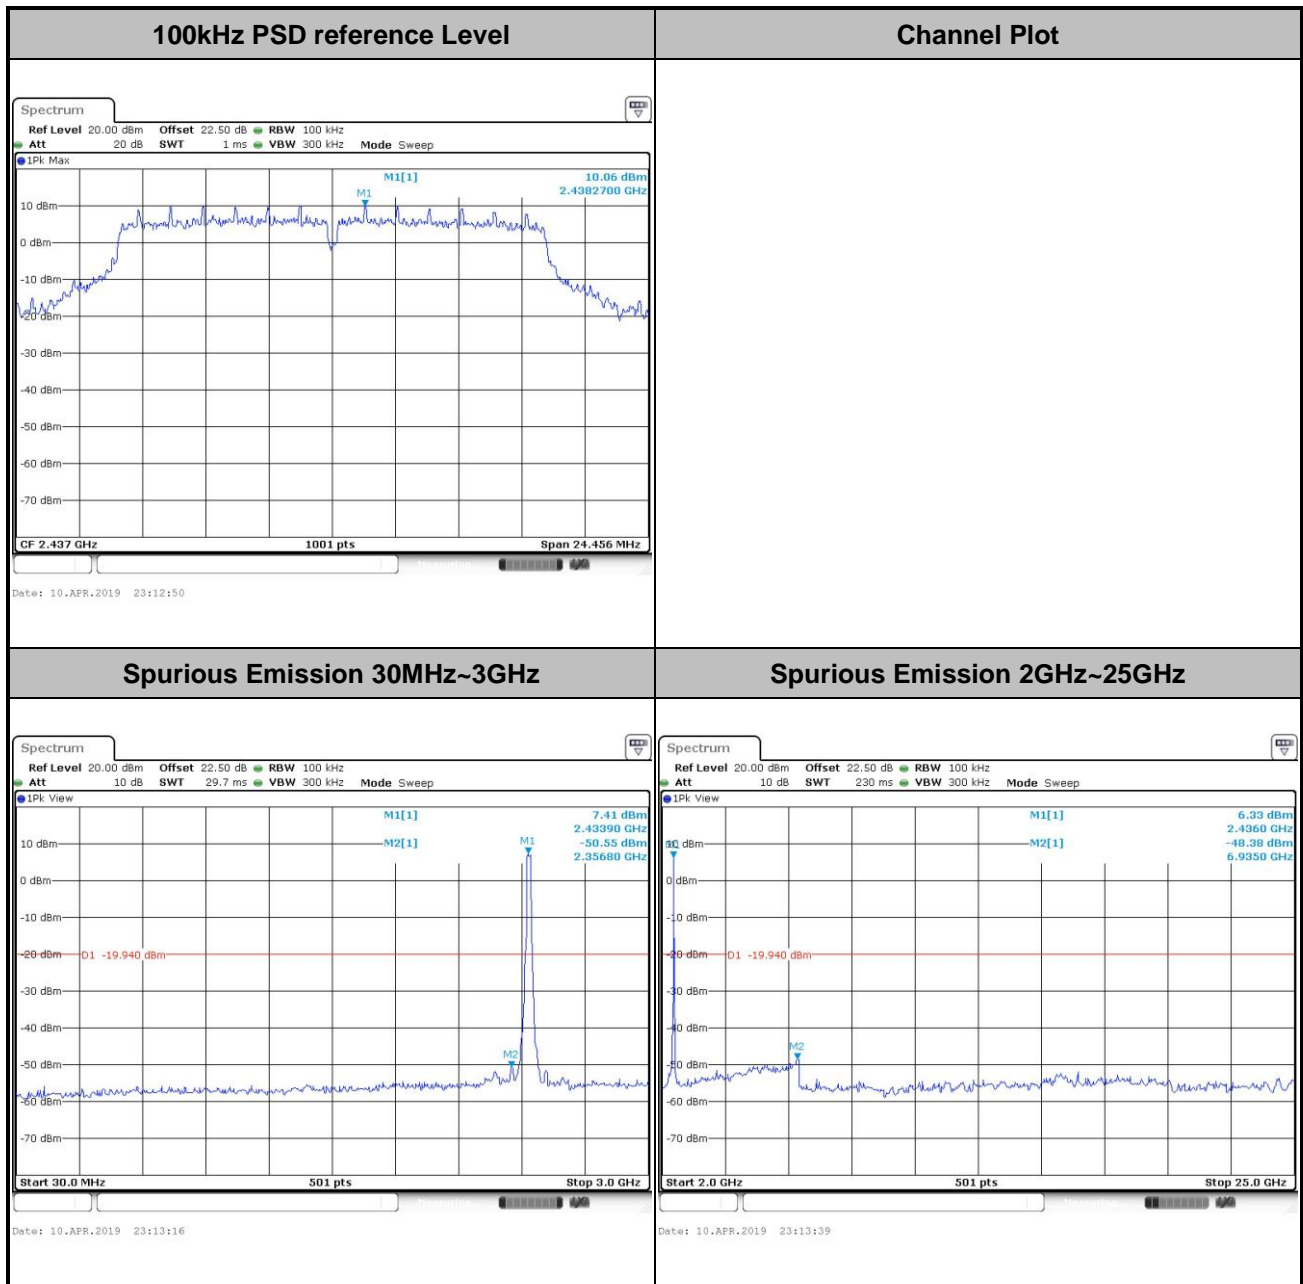 100kHz PSD reference Level
Channel Plot
Spectrum
Ref Level 20.00 dBm Offset 22.50 dB RBW 100 kHz
Att 20 dB SWT 1 ms VBW 300 kHz Mode Sweep
1Pk Max
M1[1] 10.06 dBm
2.4382700 GHz
M1
10 dBm
0 dBm
-10 dBm
-20 dBm
-30 dBm
-40 dBm
-50 dBm
-60 dBm
-70 dBm
CF 2.437 GHz 1001 pts Span 24.456 MHz
Date: 10.APR.2019 23:12:50
Spurious Emission 30MHz~3GHz
Spurious Emission 2GHz~25GHz
Spectrum
Ref Level 20.00 dBm Offset 22.50 dB RBW 100 kHz
Att 10 dB SWT 29.7 ms VBW 300 kHz Mode Sweep
1Pk View
M1[1] 7.41 dBm
2.43390 GHz
M2[1] -50.55 dBm
2.35680 GHz
M1
10 dBm
0 dBm
-10 dBm
-20 dBm
D1 -19.940 dBm
-30 dBm
-40 dBm
M2
-50 dBm
-60 dBm
-70 dBm
Start 30.0 MHz 501 pts Stop 3.0 GHz
Date: 10.APR.2019 23:13:16
Spectrum
Ref Level 20.00 dBm Offset 22.50 dB RBW 100 kHz
Att 10 dB SWT 230 ms VBW 300 kHz Mode Sweep
1Pk View
M1[1] 6.33 dBm
2.4360 GHz
M2[1] -48.38 dBm
6.9350 GHz
10 dBm
0 dBm
-10 dBm
-20 dBm
D1 -19.940 dBm
-30 dBm
-40 dBm
M2
-50 dBm
-60 dBm
-70 dBm
Start 2.0 GHz 501 pts Stop 25.0 GHz
Date: 10.APR.2019 23:13:39